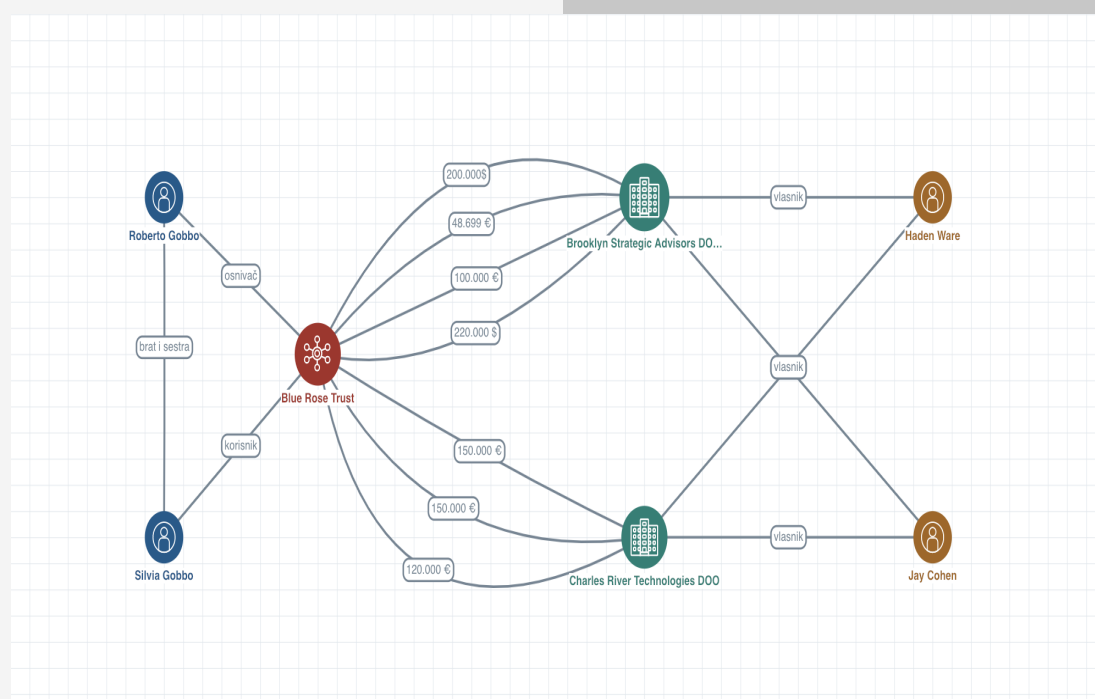 200.000$
48.699 €
100.000 €
220.000 $
vlasnik
Roberto Gobbo
Brooklyn Strategic Advisors DO...
Haden Ware
osnivač
brat i sestra
Blue Rose Trust
vlasnik
korisnik
150.000 €
150.000 €
120.000 €
vlasnik
Silvia Gobbo
Charles River Technologies DOO
Jay Cohen